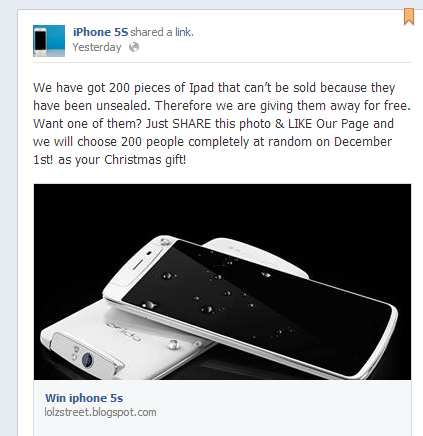 iPhone 5S shared a link.
Yesterday
We have got 200 pieces of Ipad that can't be sold because they
have been unsealed. Therefore we are giving them away for free.
Want one of them? Just SHARE this photo & LIKE Our Page and
we will choose 200 people completely at random on December
1st! as your Christmas gift!
oppo
Win iphone 5s
lolzstreet.blogspot.com